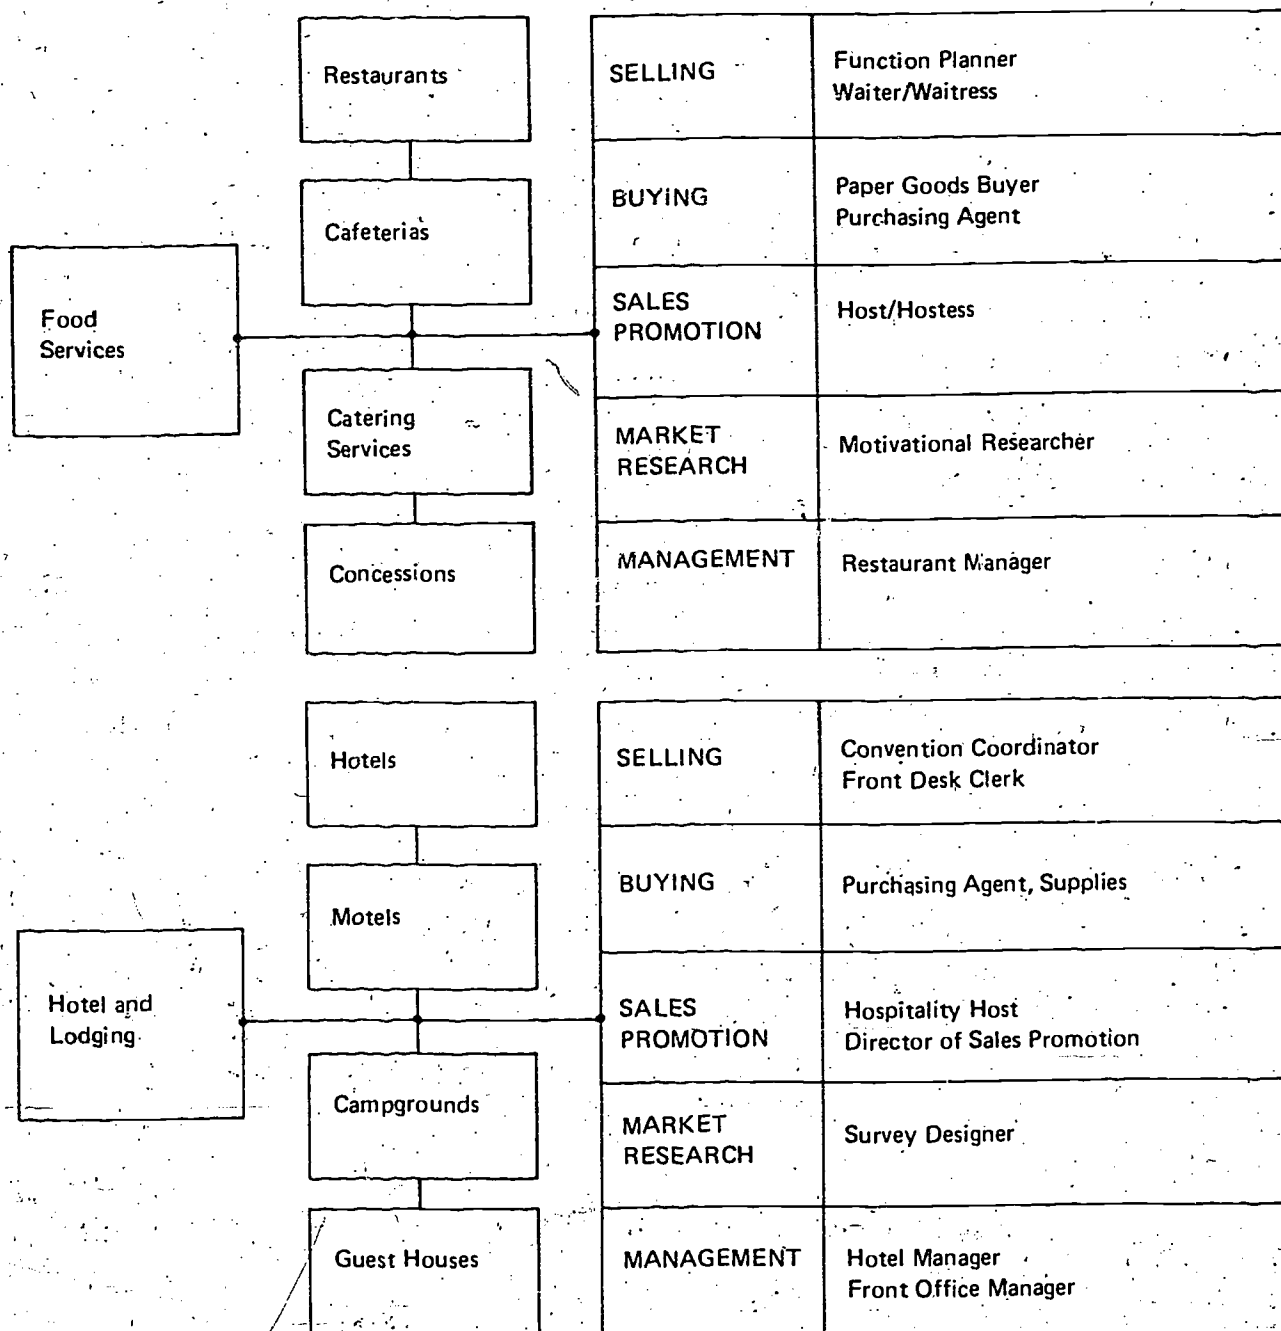 Food
Services
Restaurants
Cafeterias
Catering
Services
Concessions
SELLING
Function Planner
Waiter/Waitress
BUYING
Paper Goods Buyer
Purchasing Agent
SALES
PROMOTION
Host/Hostess
MARKET
RESEARCH
Motivational Researcher
MANAGEMENT
Restaurant Manager
Hotel and
Lodging
Hotels
Motels
Campgrounds
Guest Houses
SELLING
Convention Coordinator
Front Desk Clerk
BUYING
Purchasing Agent, Supplies
SALES
PROMOTION
Hospitality Host
Director of Sales Promotion
MARKET
RESEARCH
Survey Designer
MANAGEMENT
Hotel Manager
Front Office Manager